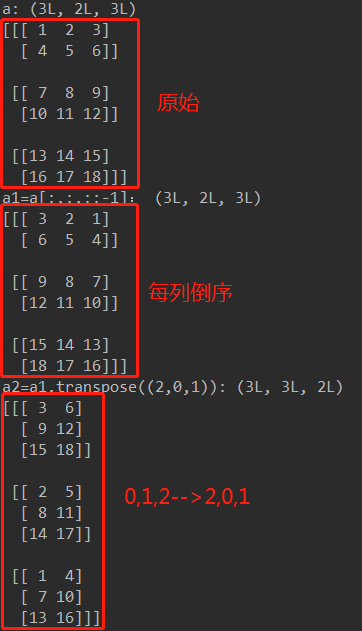 a: (3L, 2L, 3L)
[[[ 1 2 3]
[ 4 5 6]]
[[ 7 8 9]
[10 11 12]]
原始
[[13 14 15]
[16 17 18]]]
a1=a[:,:,::-1]: (3L, 2L, 3L)
[[[ 3 2 1]
[ 6 5 4]]
[[ 9 8 7]
[12 11 10]]
每列倒序
[[15 14 13]
[18 17 16]]]
a2=a1.transpose((2,0,1)): (3L, 3L, 2L)
[[[ 3 6]
[ 9 12]
[15 18]]
[[ 2 5]
[ 8 11]
[14 17]]
0,1,2-->2,0,1
[[ 1 4]
[ 7 10]
[13 16]]]